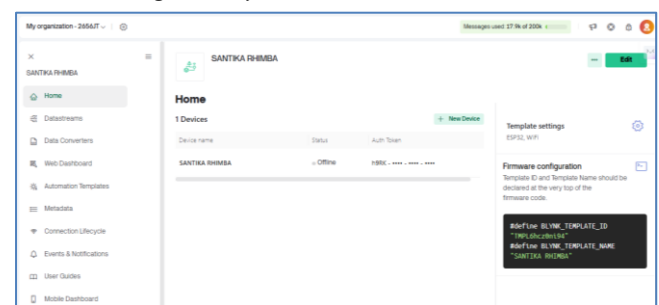 My organization - 2656JT
Messages used: 17.9k of 200k
SANTIKA RHIMBA
Home
Datastreams
Data Converters
Web Dashboard
Automation Templates
Metadata
Connection Lifecycle
Events & Notifications
User Guides
Mobile Dashboard
SANTIKA RHIMBA
Edit
Home
1 Devices
+ New Device
Device name Status Auth Token
SANTIKA RHIMBA Offline
Template settings
ESP32, WiFi
Firmware configuration
Template ID and Template Name should be
declared at the very top of the
firmware code.
#define BLYNK_TEMPLATE_ID
#define BLYNK_TEMPLATE_NAME
"SANTIKA RHIMBA"